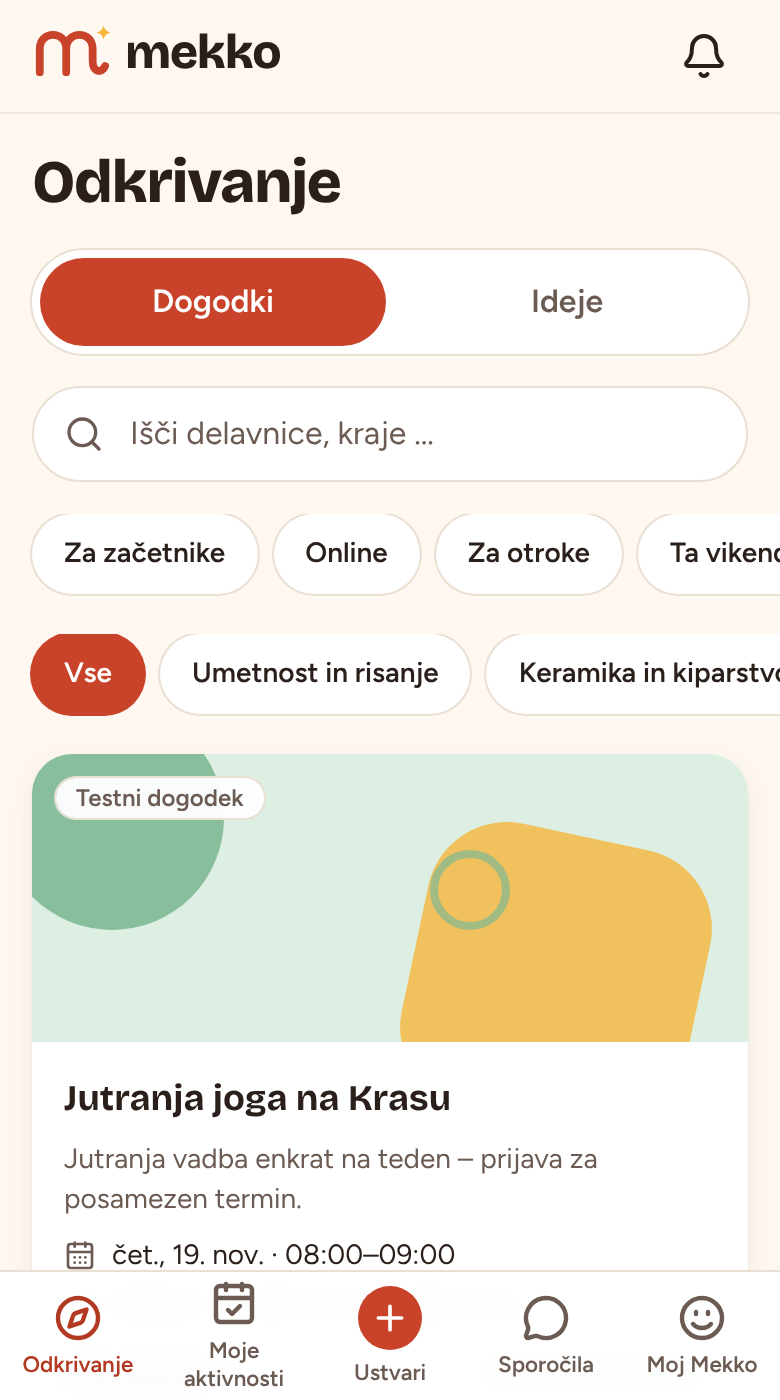 mekko
Odkrivanje
Dogodki
Ideje
Išči delavnice, kraje ...
Za začetnike
Online
Za otroke
Ta vikend
Vse
Umetnost in risanje
Keramika in kiparstvo
Testni dogodek
Jutranja joga na Krasu
Jutranja vadba enkrat na teden – prijava za
posamezen termin.
čet., 19. nov. · 08:00–09:00
Odkrivanje
Moje
aktivnosti
Ustvari
Sporočila
Moj Mekko